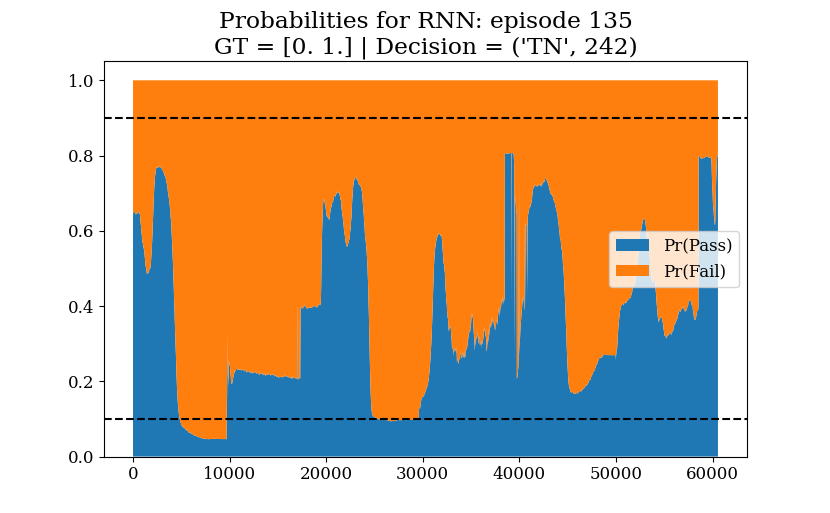 Probabilities for RNN: episode 135
GT = [0. 1.] | Decision = ('TN', 242)
1.0
0.8
0.6
0.4
0.2
0.0
Pr(Pass)
Pr(Fail)
0 10000 20000 30000 40000 50000 60000